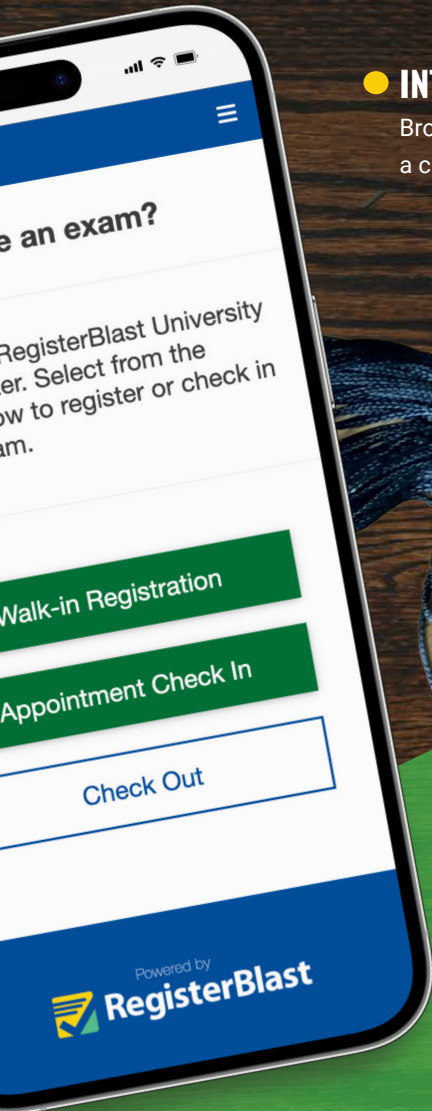 e an exam?
RegisterBlast University
er. Select from the
ow to register or check in
am.
Walk-in Registration
Appointment Check In
Check Out
Powered by
RegisterBlast
INT
Bro
a c